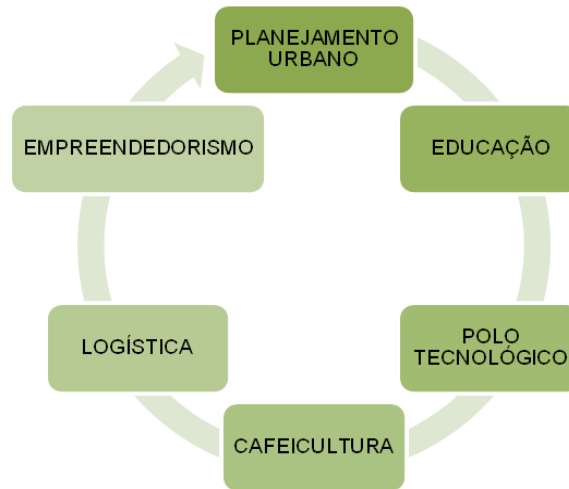 PLANEJAMENTO
URBANO
EDUCAÇÃO
POLO
TECNOLÓGICO
CAFEICULTURA
LOGÍSTICA
EMPREENDEDORISMO